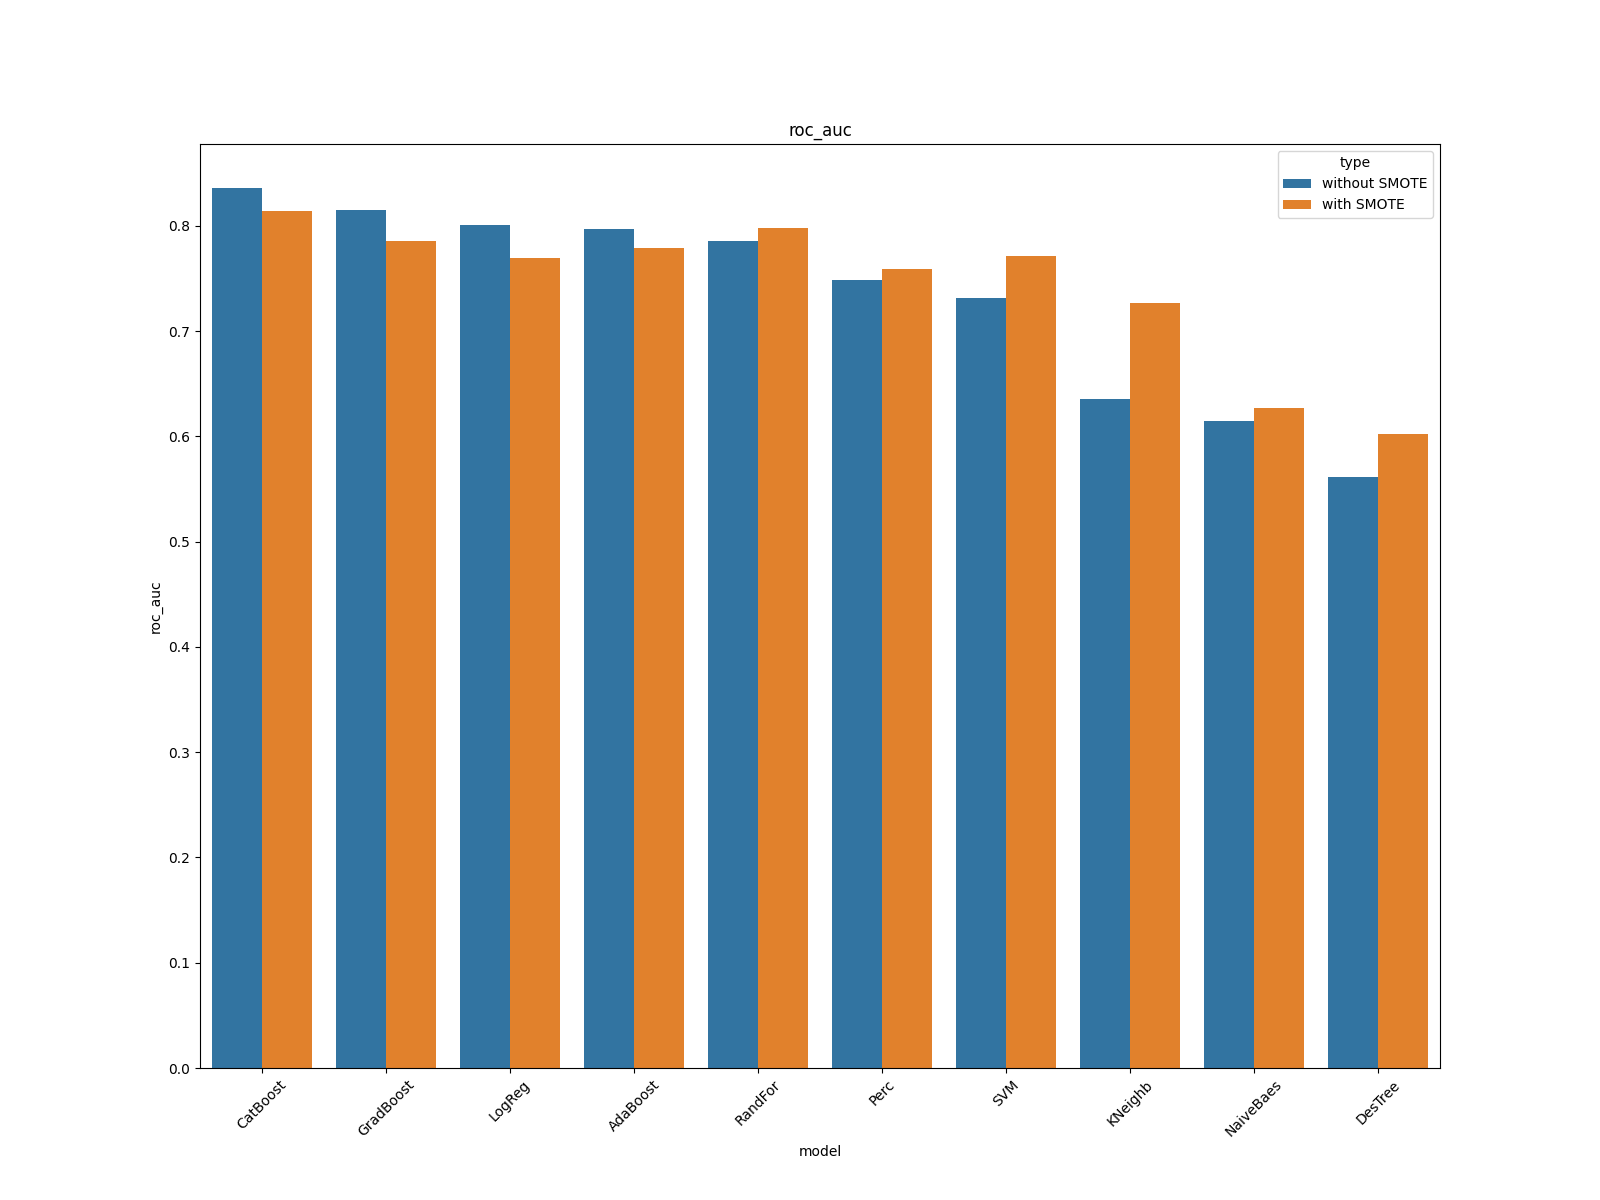 roc_auc
type
without SMOTE
with SMOTE
roc_auc
0.8
0.7
0.6
0.5
0.4
0.3
0.2
0.1
0.0
CatBoost
GradBoost
LogReg
AdaBoost
RandFor
Perc
SVM
KNeighb
NaiveBaes
DesTree
model